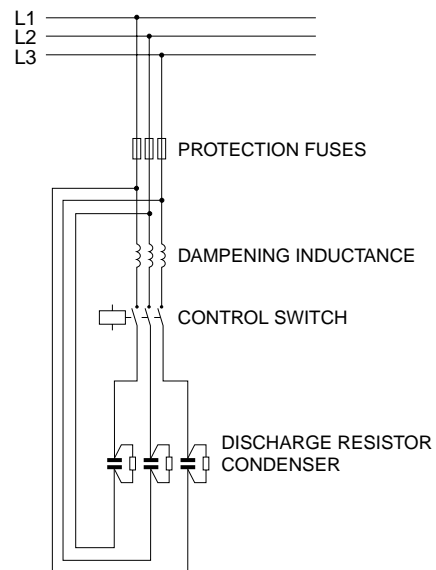 L1
L2
L3
PROTECTION FUSES
DAMPENING INDUCTANCE
CONTROL SWITCH
DISCHARGE RESISTOR
CONDENSER